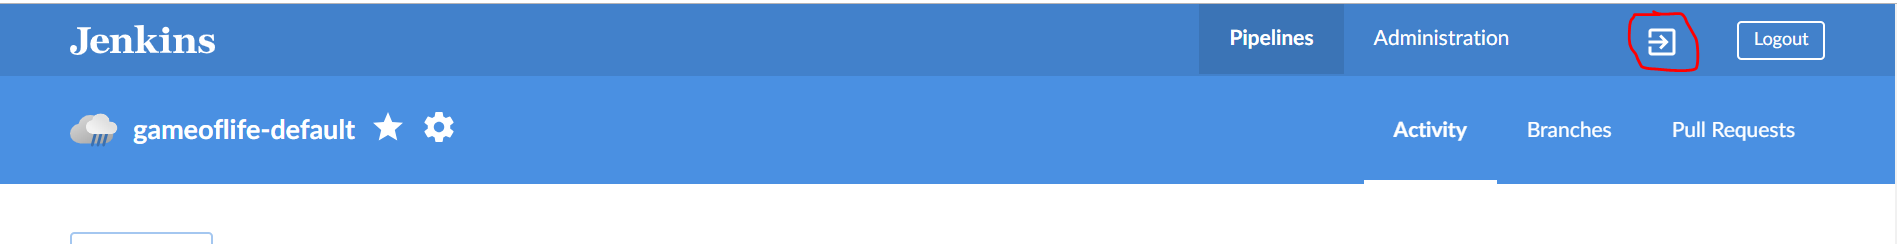 Jenkins
Pipelines
Administration
Logout
gameoflife-default
Activity
Branches
Pull Requests